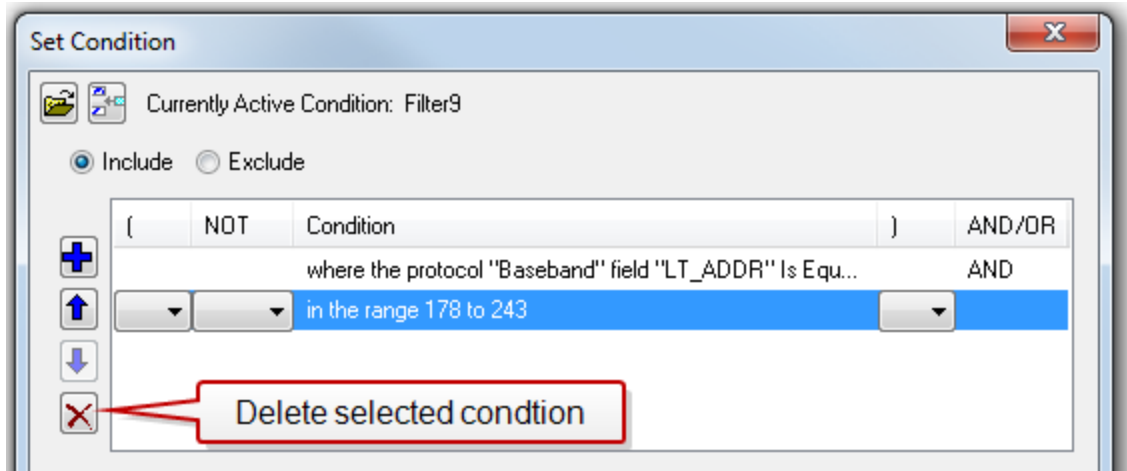 Set Condition
Currently Active Condition: Filter9
Include Exclude
( NOT Condition ) AND/OR
where the protocol "Baseband" field "LT_ADDR" Is Equ... AND
in the range 178 to 243
Delete selected condtion